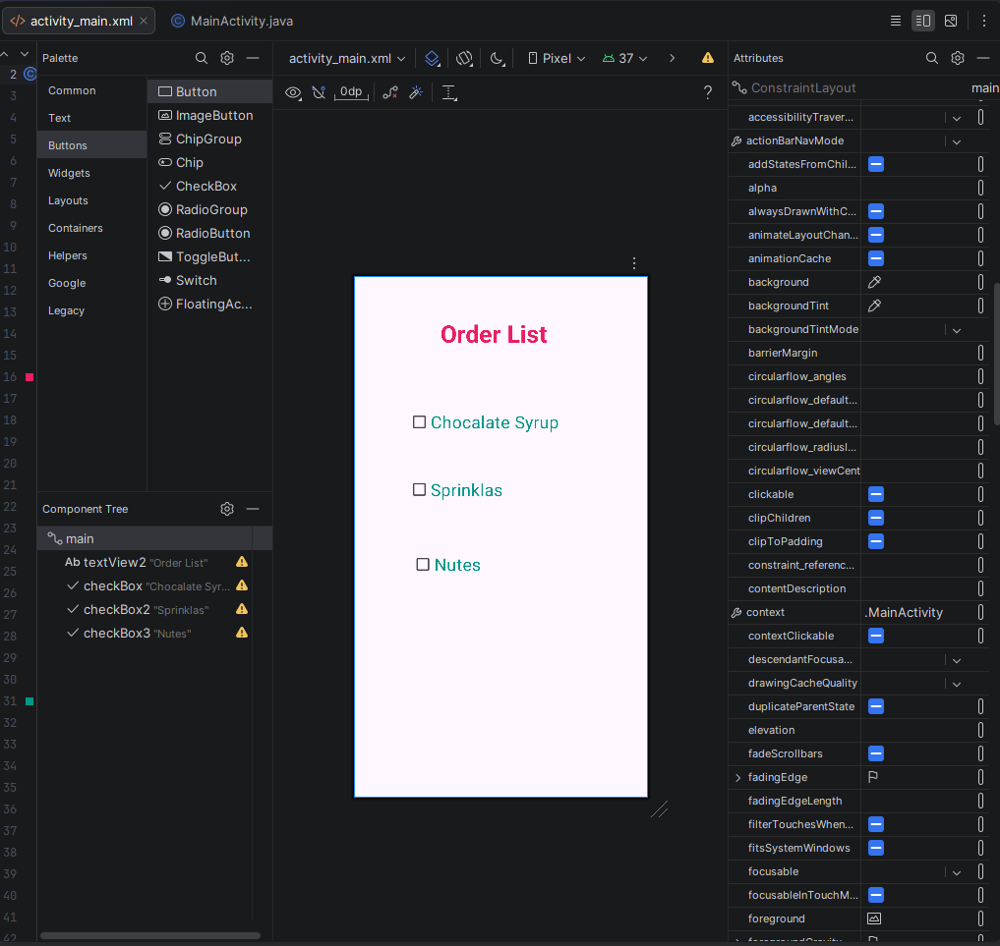 activity_main.xml
MainActivity.java
2
3
4
5
6
7
8
9
10
11
12
13
14
15
16
17
18
19
20
21
22
23
24
25
26
27
28
29
30
31
32
33
34
35
36
37
38
39
40
41
42
Palette
Common
Text
Buttons
Widgets
Layouts
Containers
Helpers
Google
Legacy
Button
ImageButton
ChipGroup
Chip
CheckBox
RadioGroup
RadioButton
ToggleBut...
Switch
FloatingAc...
Component Tree
main
Ab textView2 "Order List"
checkBox "Chocalate Syr...
checkBox2 "Sprinklas"
checkBox3 "Nutes"
activity_main.xml
Pixel
37
0dp
?
Order List
Chocalate Syrup
Sprinklas
Nutes
Attributes
ConstraintLayout main
accessibilityTraver...
actionBarNavMode
addStatesFromChil...
alpha
alwaysDrawnWithC...
animateLayoutChan...
animationCache
background
backgroundTint
backgroundTintMode
barrierMargin
circularflow_angles
circularflow_default...
circularflow_default...
circularflow_radiusI...
circularflow_viewCent
clickable
clipChildren
clipToPadding
constraint_referenc...
contentDescription
context .MainActivity
contextClickable
descendantFocusa...
drawingCacheQuality
duplicateParentState
elevation
fadeScrollbars
fadingEdge
fadingEdgeLength
filterTouchesWhen...
fitsSystemWindows
focusable
focusableInTouchM...
foreground
foregroundGravity